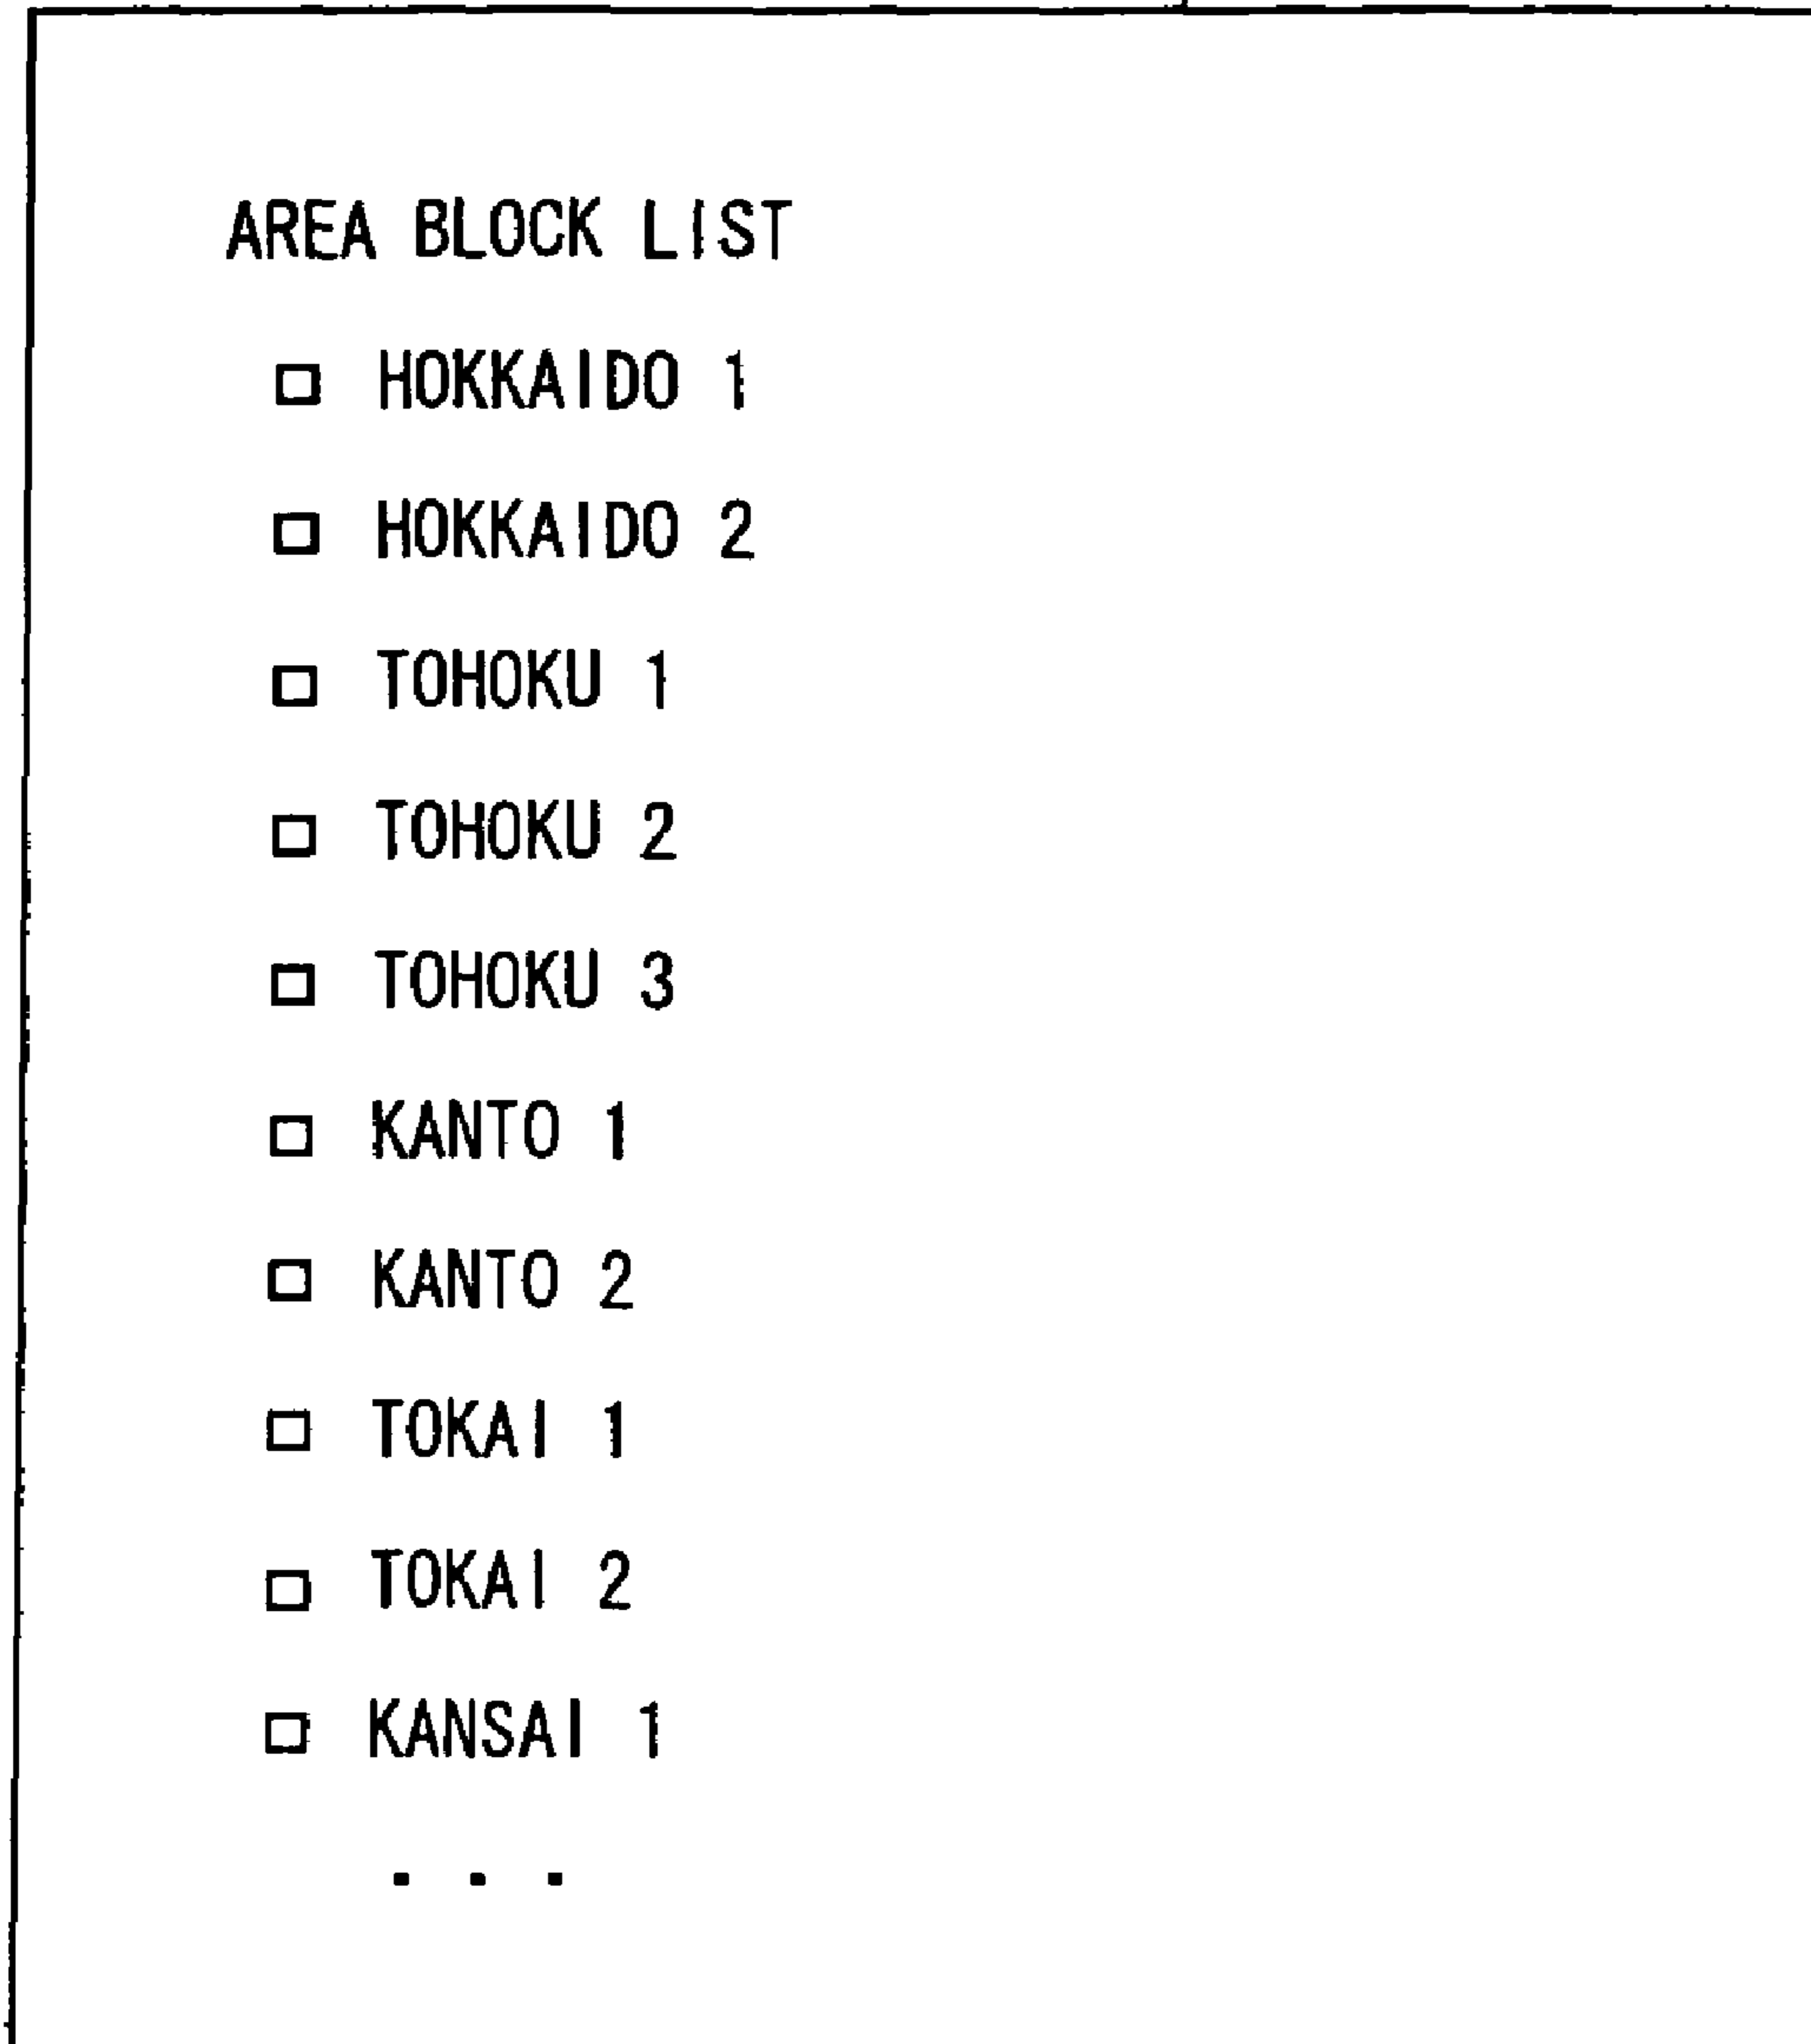 AREA BLOCK LIST
□ HOKKAIDO 1
□ HOKKAIDO 2
□ TOHOKU 1
□ TOHOKU 2
□ TOHOKU 3
□ KANTO 1
□ KANTO 2
□ TOKAI 1
□ TOKAI 2
□ KANSAI 1
. . .